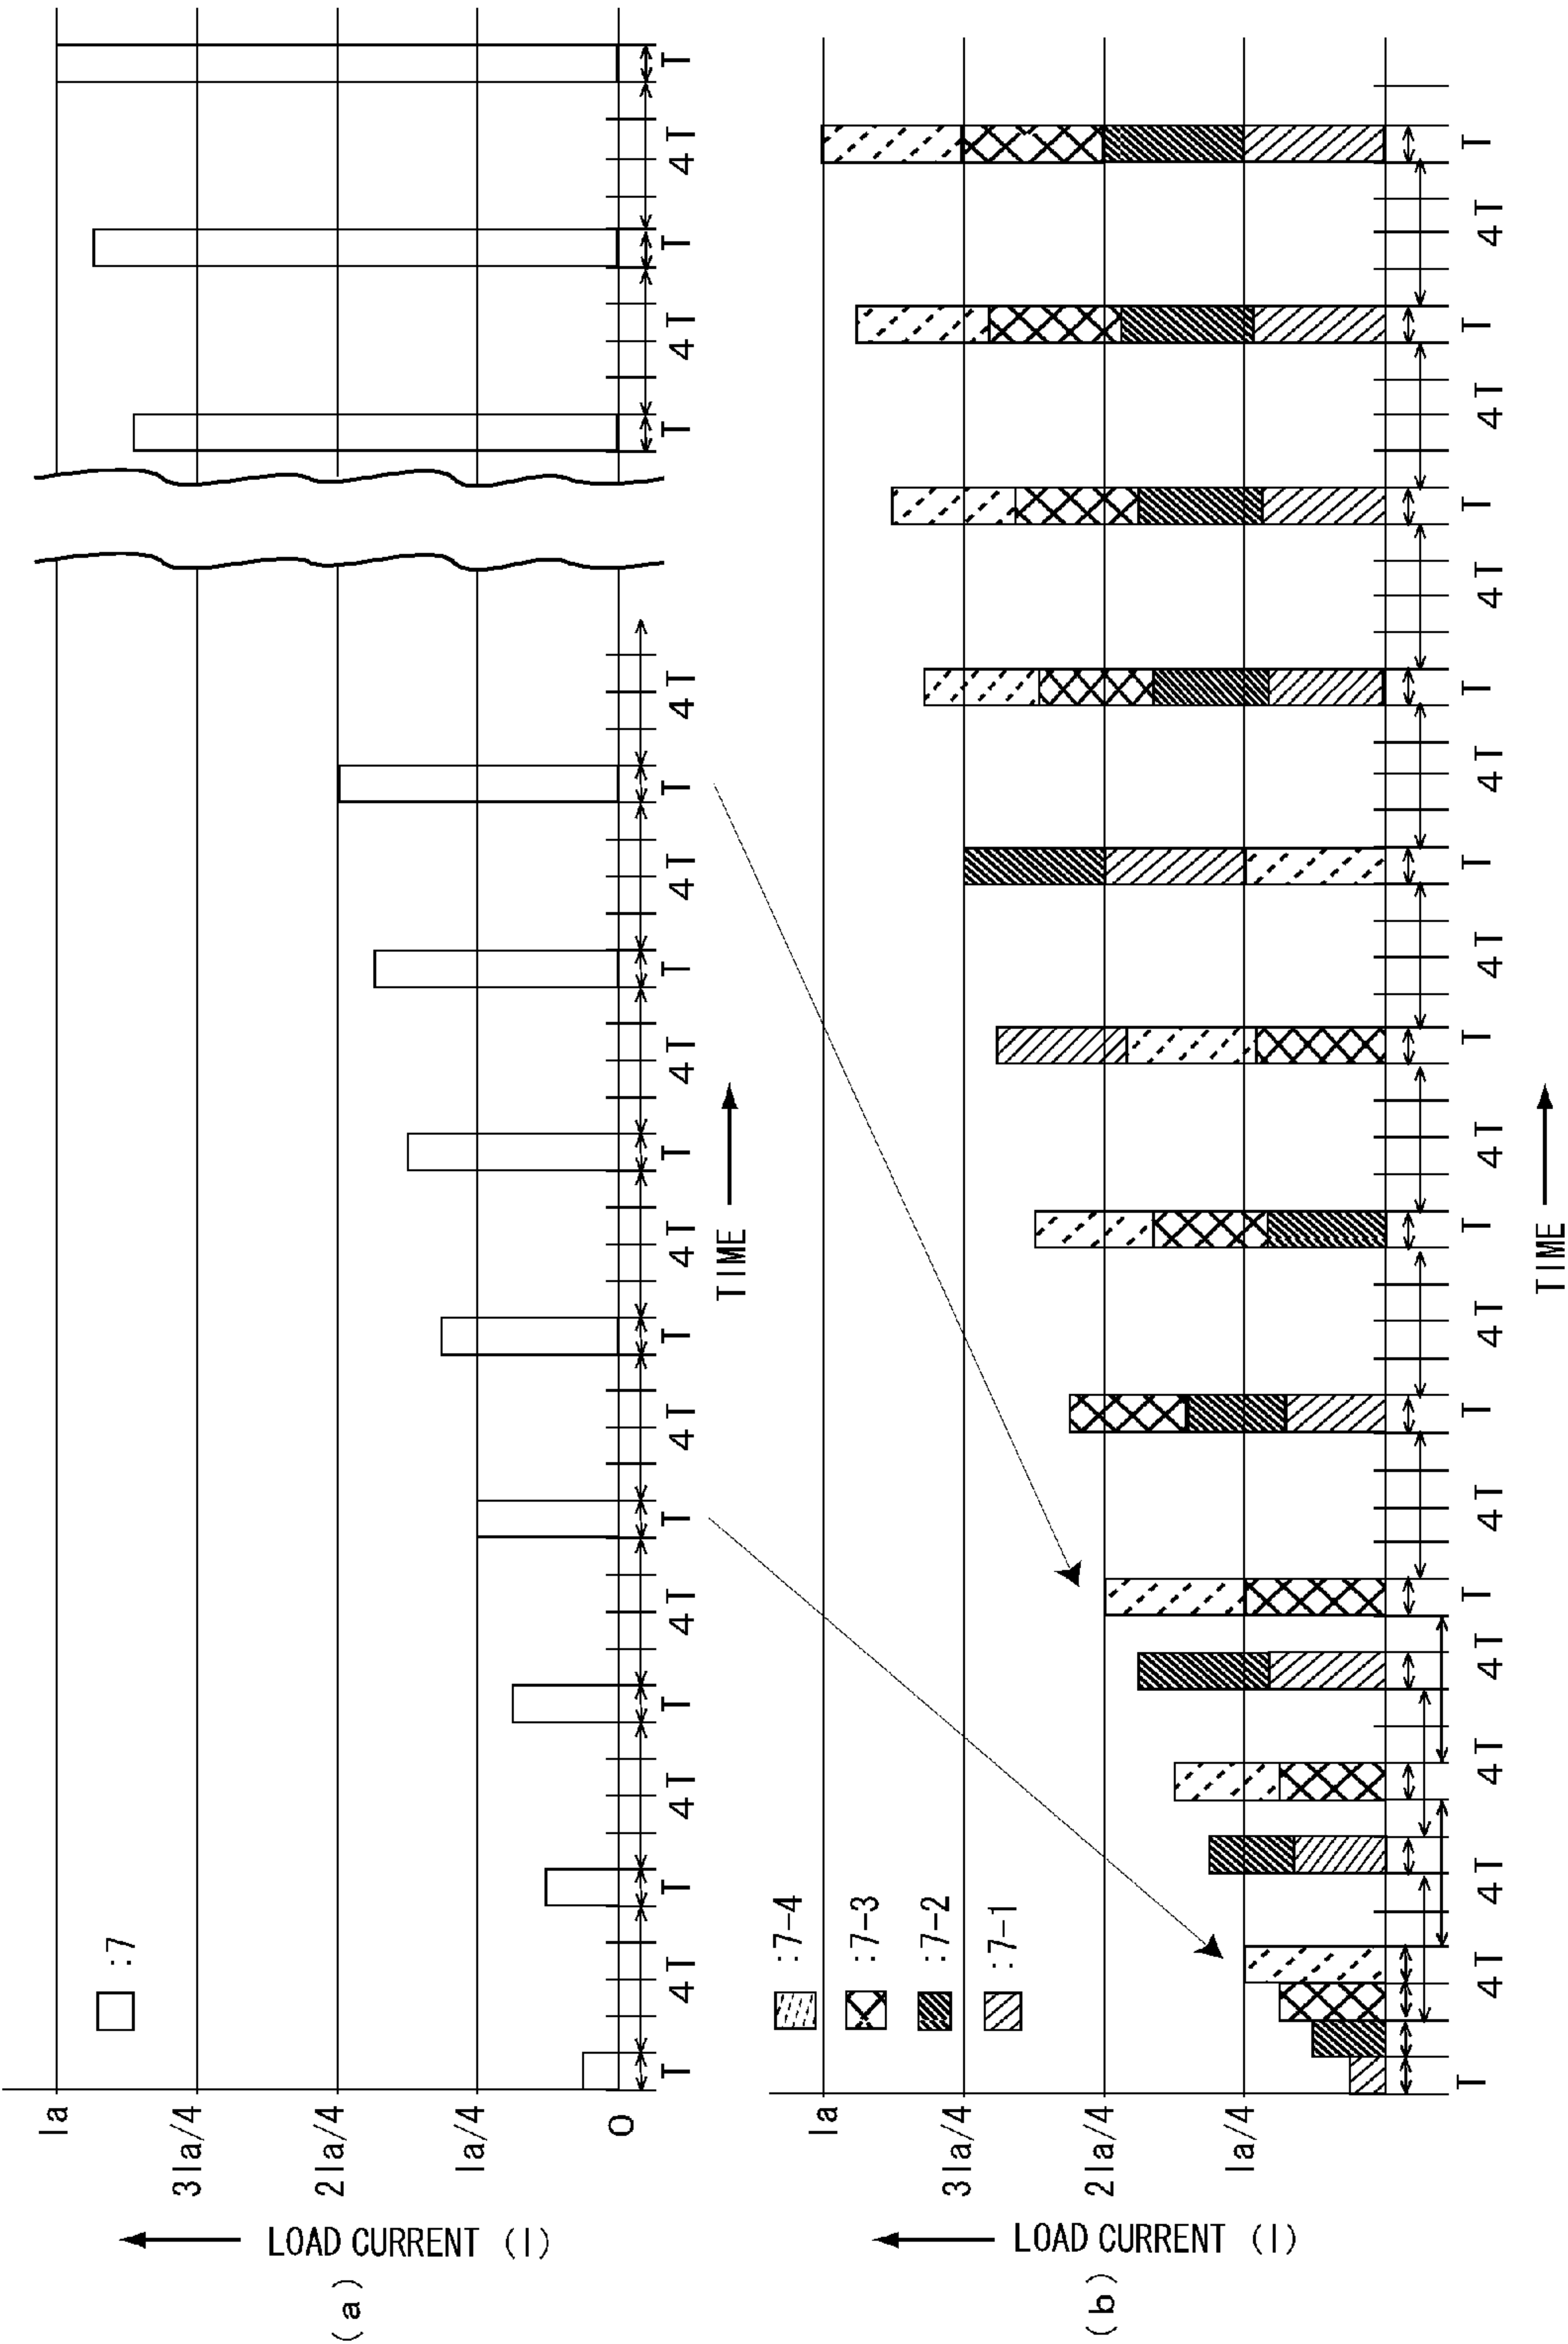 (a)
LOAD CURRENT (I)
Ia
3Ia/4
2Ia/4
Ia/4
0
:7
T 4T T 4T T 4T T 4T T 4T T 4T T 4T T 4T T 4T T 4T T
TIME
(b)
LOAD CURRENT (I)
Ia
3Ia/4
2Ia/4
Ia/4
:7-4
:7-3
:7-2
:7-1
T 4T 4T 4T 4T T 4T T 4T T 4T T 4T T 4T T 4T T 4T T 4T T
TIME